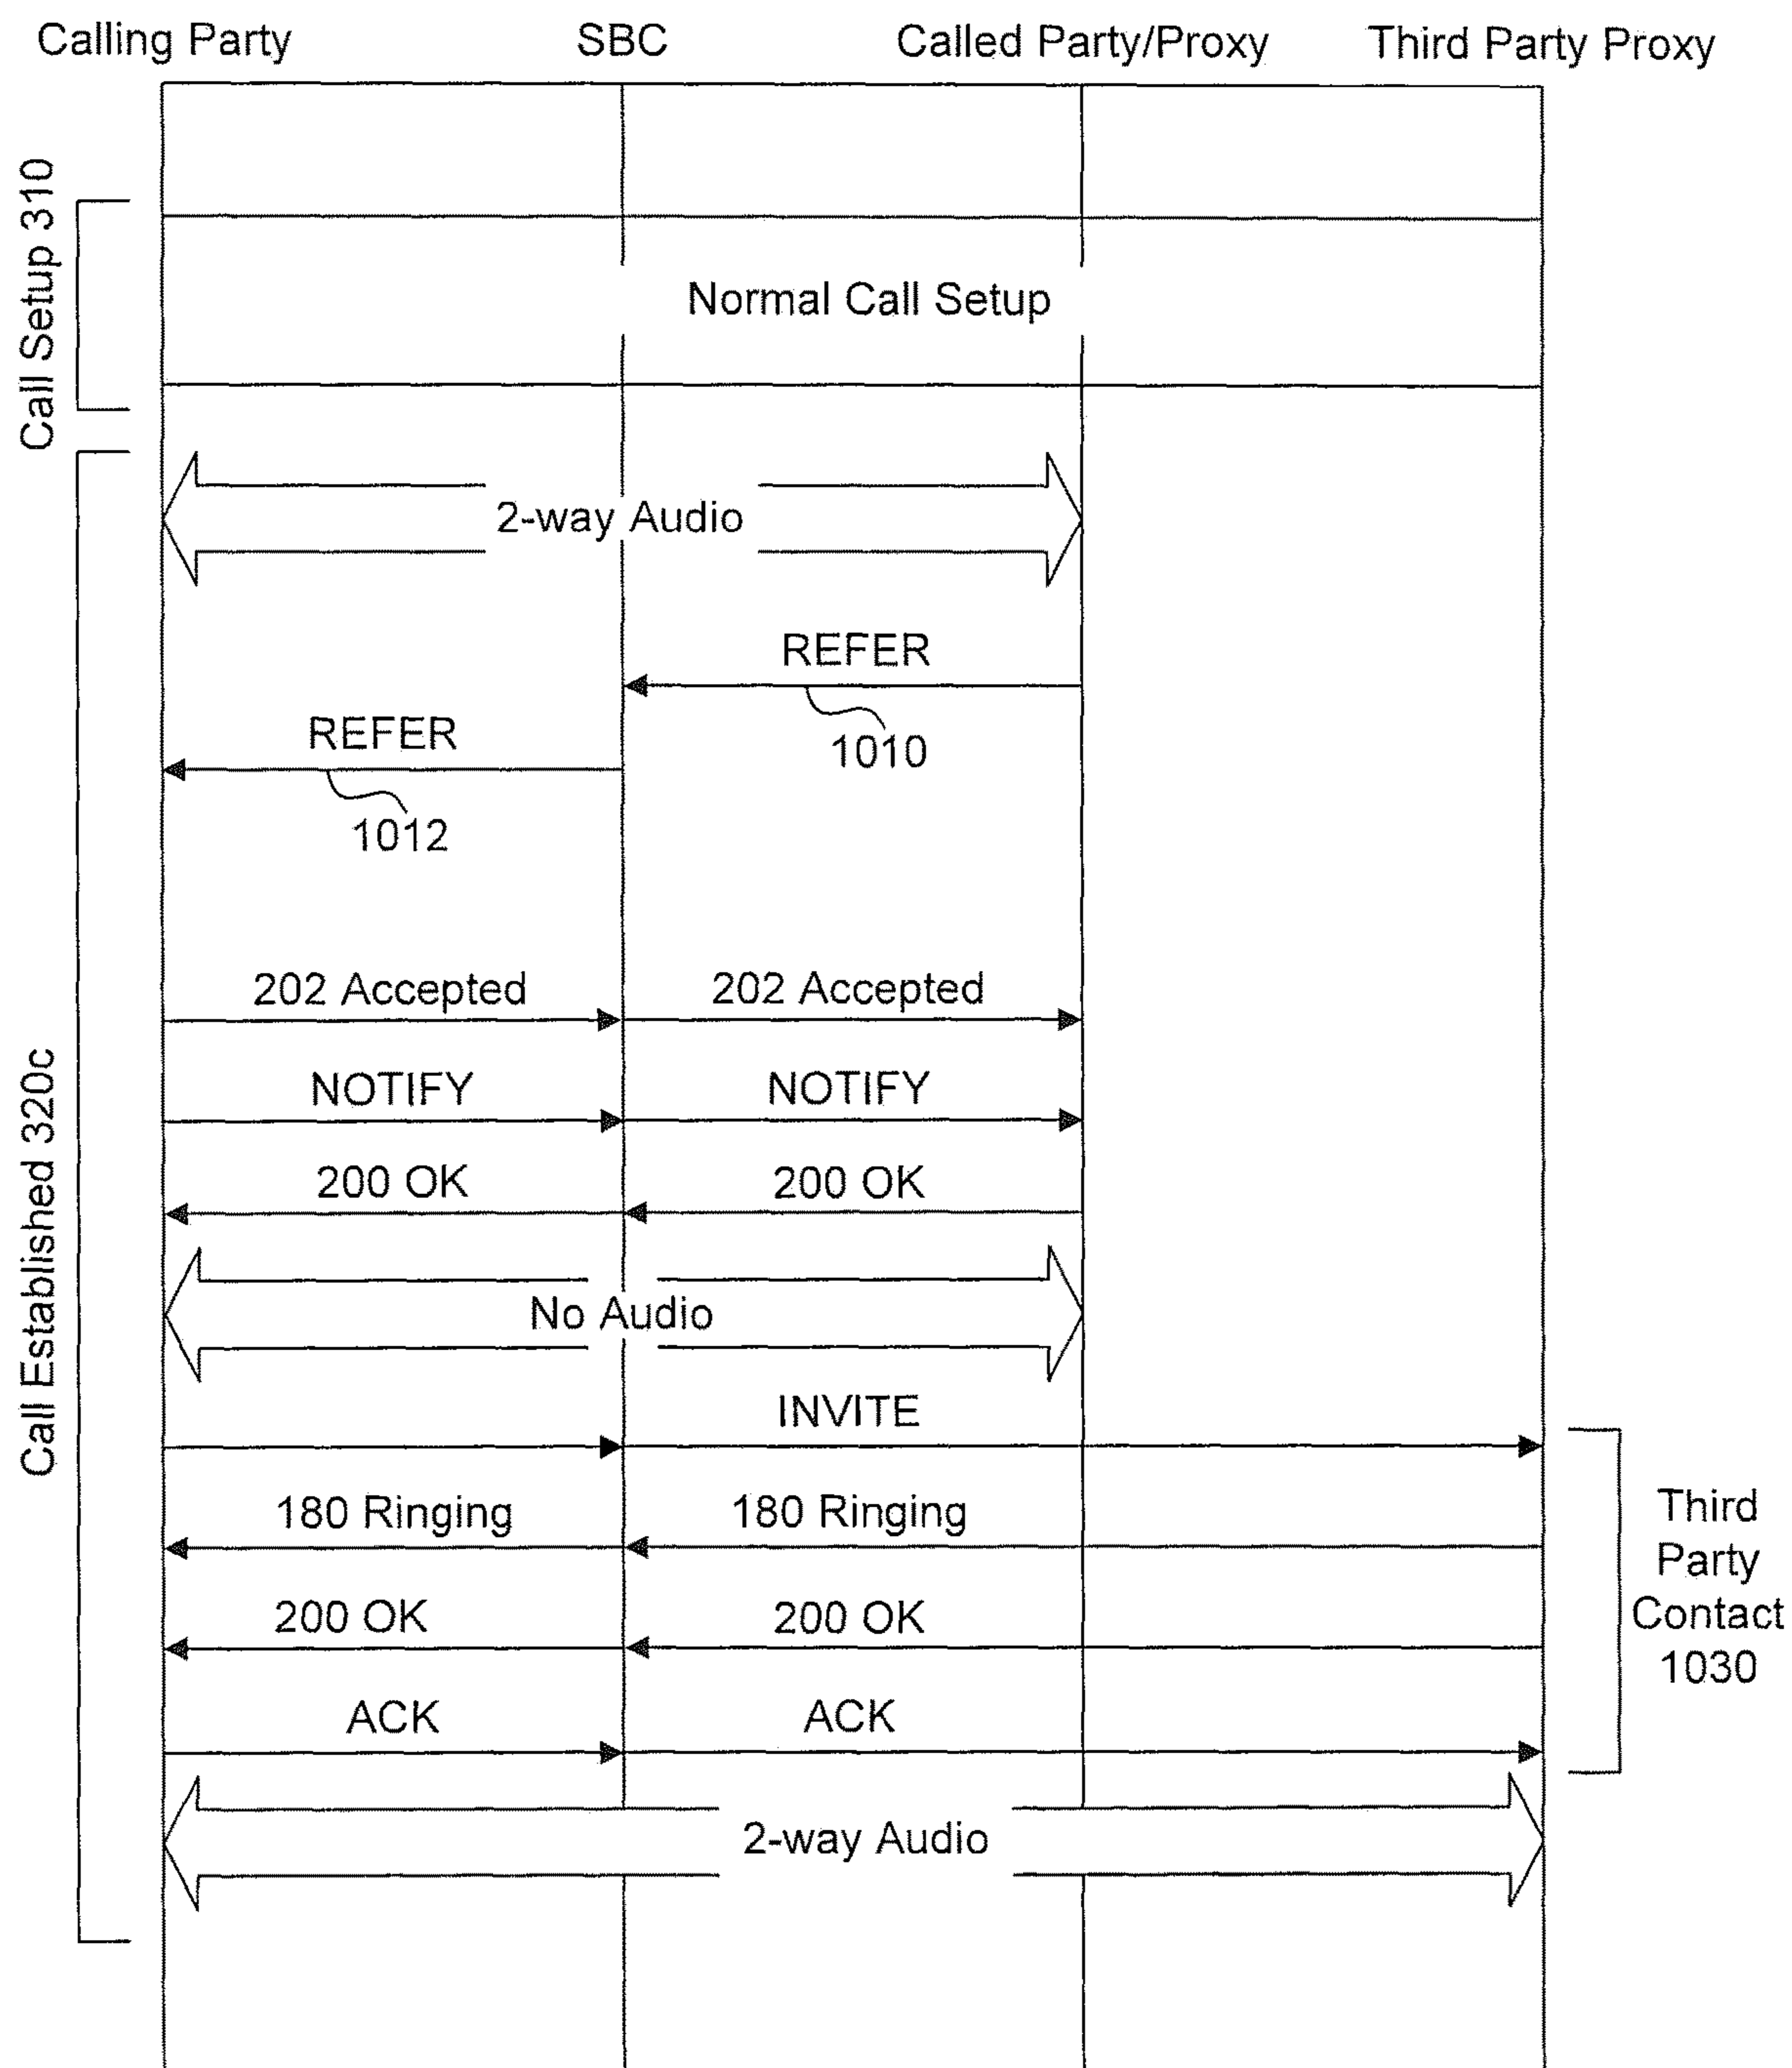 Calling Party
SBC
Called Party/Proxy
Third Party Proxy
Call Setup 310
Normal Call Setup
Call Established 320c
2-way Audio
REFER
1010
REFER
1012
202 Accepted
202 Accepted
NOTIFY
NOTIFY
200 OK
200 OK
No Audio
INVITE
180 Ringing
180 Ringing
200 OK
200 OK
ACK
ACK
Third
Party
Contact
1030
2-way Audio